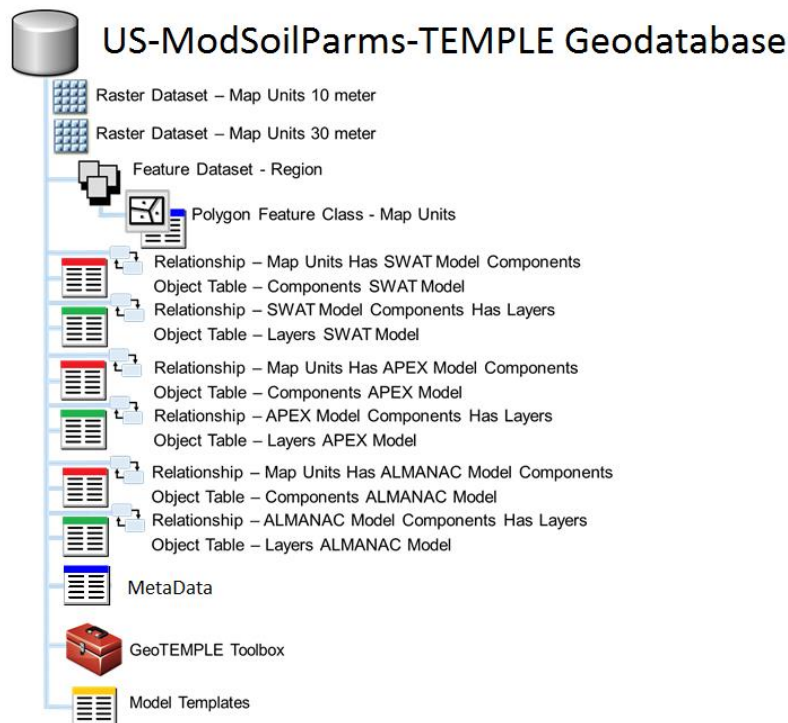 US-ModSoilParms-TEMPLE Geodatabase
Raster Dataset – Map Units 10 meter
Raster Dataset – Map Units 30 meter
Feature Dataset - Region
Polygon Feature Class - Map Units
Relationship – Map Units Has SWAT Model Components
Object Table – Components SWAT Model
Relationship – SWAT Model Components Has Layers
Object Table – Layers SWAT Model
Relationship – Map Units Has APEX Model Components
Object Table – Components APEX Model
Relationship – APEX Model Components Has Layers
Object Table – Layers APEX Model
Relationship – Map Units Has ALMANAC Model Components
Object Table – Components ALMANAC Model
Relationship – ALMANAC Model Components Has Layers
Object Table – Layers ALMANAC Model
MetaData
GeoTEMPLE Toolbox
Model Templates